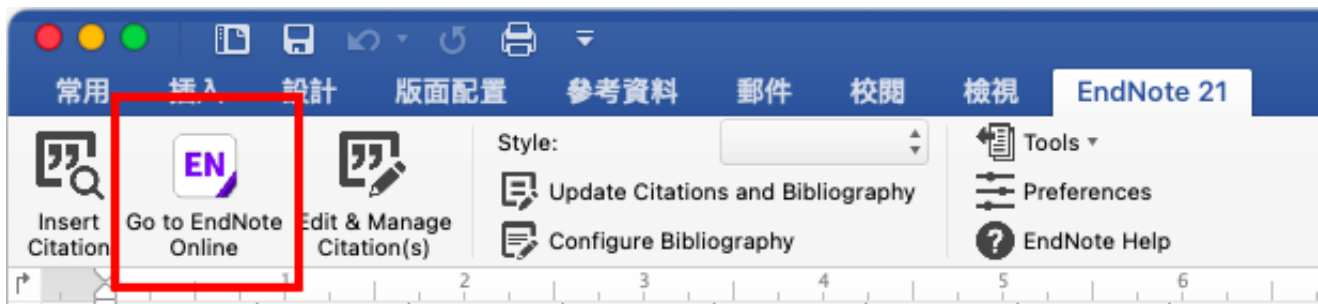 常用 插入 設計 版面配置 參考資料 郵件 校閱 檢視 EndNote 21
EN
Insert Citation
Go to EndNote Online
Edit & Manage Citation(s)
Style:
Update Citations and Bibliography
Configure Bibliography
Tools
Preferences
? EndNote Help
1 2 3 4 5 6